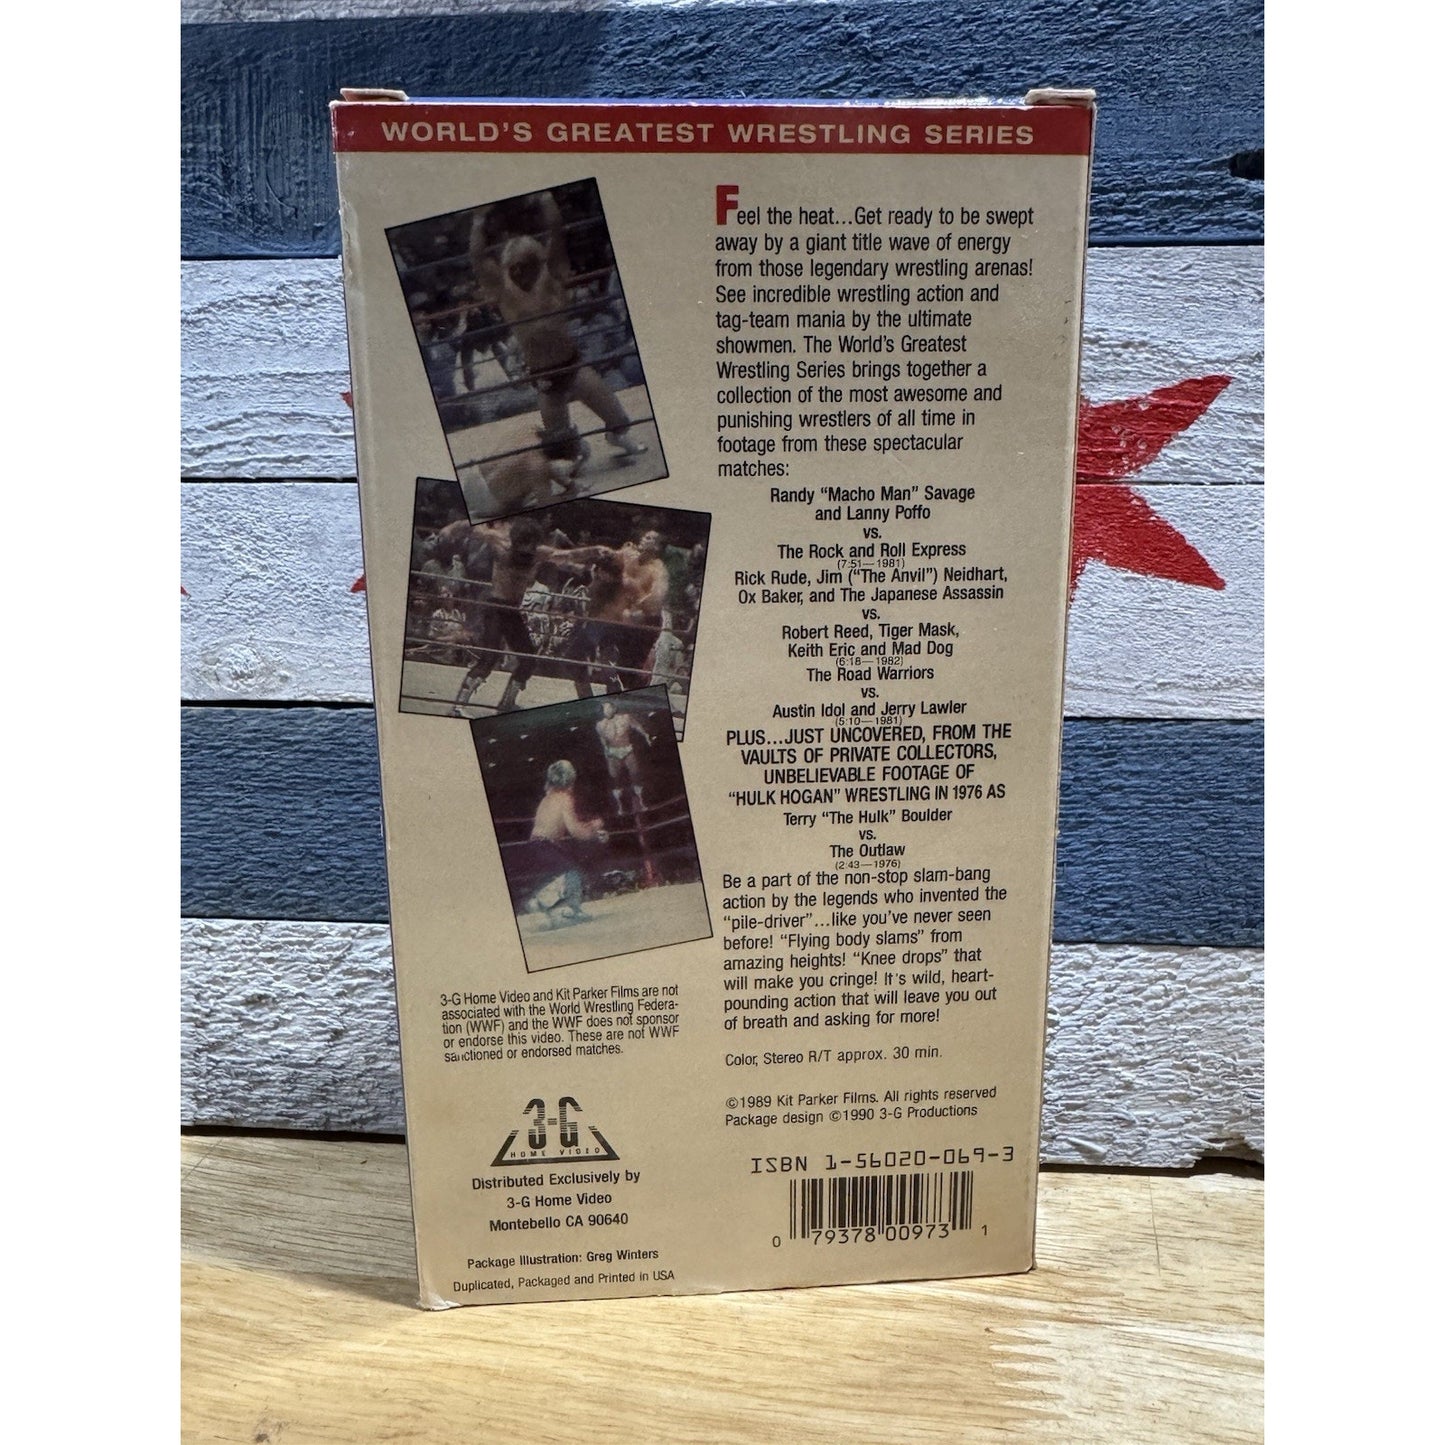 WORLD'S GREATEST WRESTLING SERIES
Feel the heat...Get ready to be swept
away by a giant title wave of energy
from those legendary wrestling arenas!
See incredible wrestling action and
tag-team mania by the ultimate
showmen. The World's Greatest
Wrestling Series brings together a
collection of the most awesome and
punishing wrestlers of all time in
footage from these spectacular
matches:
Randy "Macho Man" Savage
and Lanny Poffo
vs.
The Rock and Roll Express
(7:51—1981)
Rick Rude, Jim ("The Anvil") Neidhart,
Ox Baker, and The Japanese Assassin
vs.
Robert Reed, Tiger Mask,
Keith Eric and Mad Dog
(6:18—1982)
The Road Warriors
vs.
Austin Idol and Jerry Lawler
(5:10—1981)
PLUS...JUST UNCOVERED, FROM THE
VAULTS OF PRIVATE COLLECTORS,
UNBELIEVABLE FOOTAGE OF
"HULK HOGAN" WRESTLING IN 1976 AS
Terry "The Hulk" Boulder
vs.
The Outlaw
(2:43—1976)
Be a part of the non-stop slam-bang
action by the legends who invented the
"pile-driver"...like you've never seen
before! "Flying body slams" from
amazing heights! "Knee drops" that
will make you cringe! It's wild, heart-
pounding action that will leave you out
of breath and asking for more!
Color, Stereo R/T approx. 30 min.
©1989 Kit Parker Films. All rights reserved
Package design ©1990 3-G Productions
ISBN 1-56020-069-3
0 79378 00973 1
3-G Home Video and Kit Parker Films are not
associated with the World Wrestling Federa-
tion (WWF) and the WWF does not sponsor
or endorse this video. These are not WWF
sanctioned or endorsed matches.
3-G
HOME VIDEO
Distributed Exclusively by
3-G Home Video
Montebello CA 90640
Package Illustration: Greg Winters
Duplicated, Packaged and Printed in USA